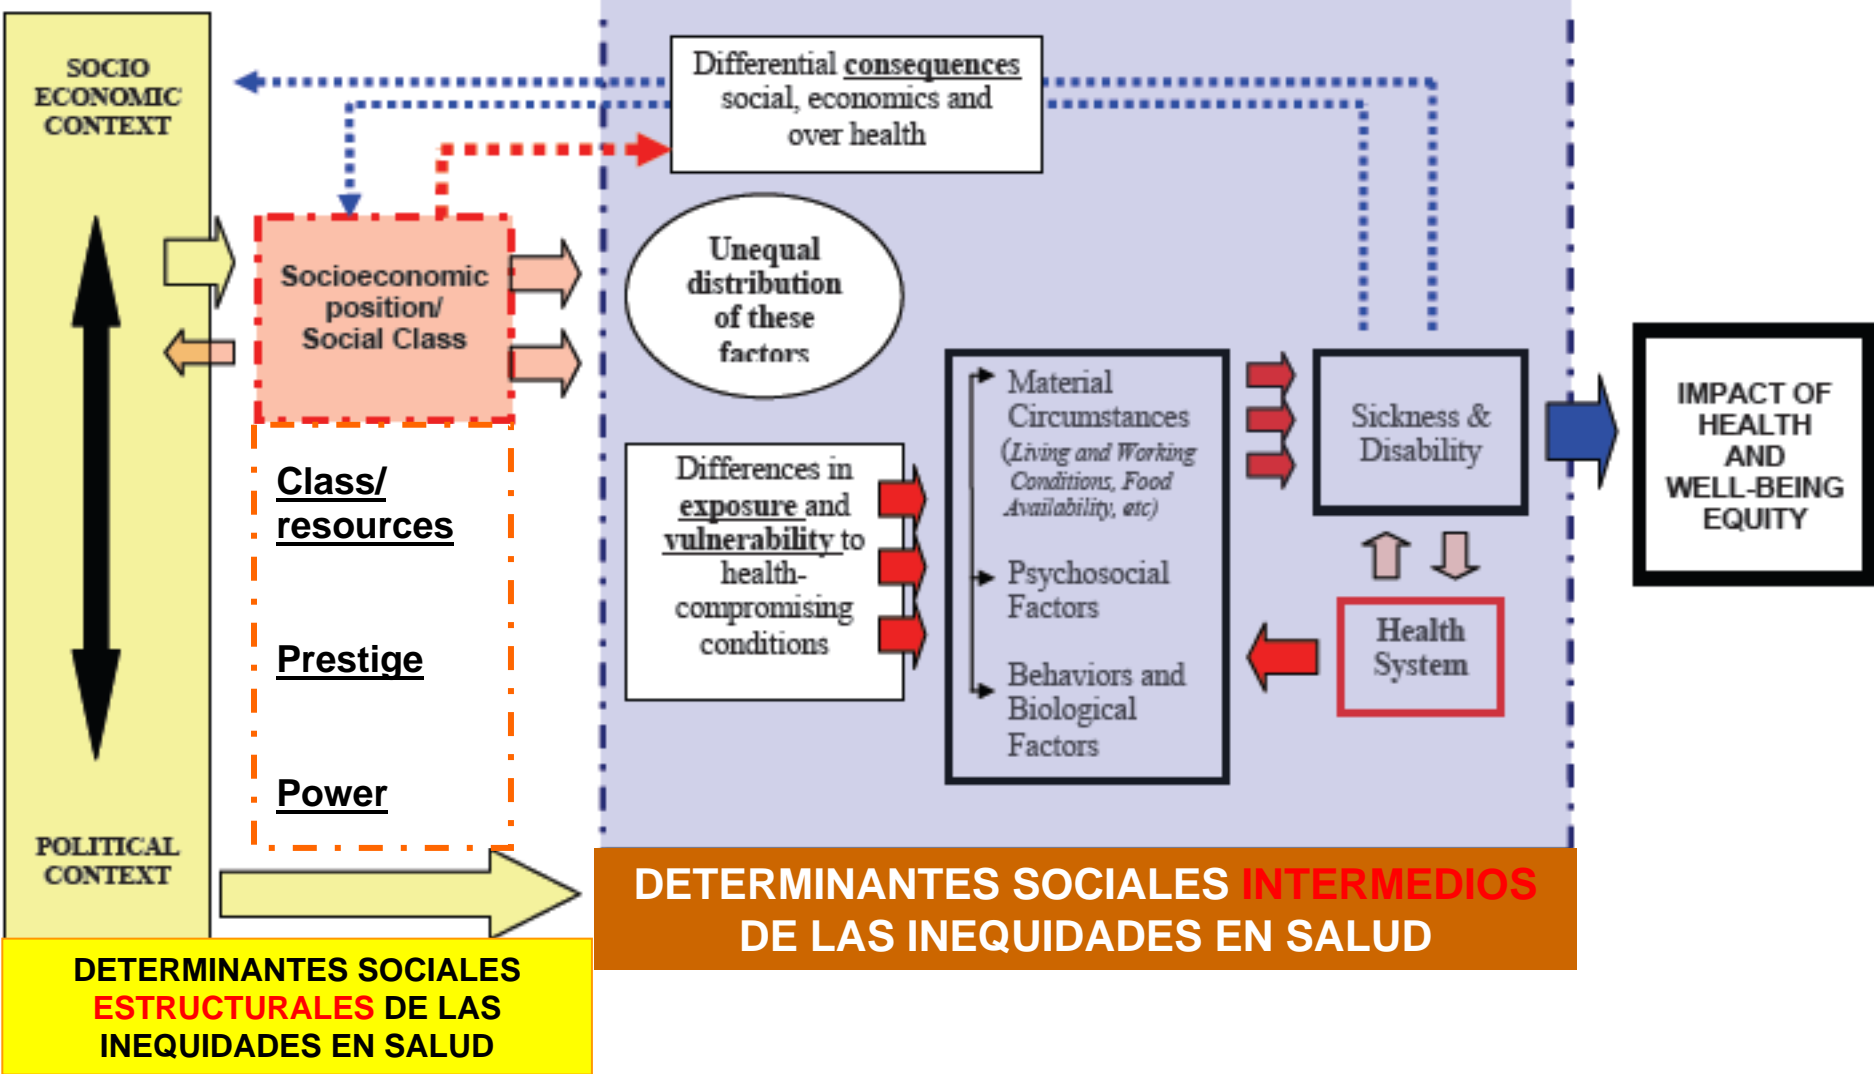 SOCIO
ECONOMIC
CONTEXT
POLITICAL
CONTEXT
Socioeconomic
position/
Social Class
Class/
resources
Prestige
Power
DETERMINANTES SOCIALES
ESTRUCTURALES DE LAS
INEQUIDADES EN SALUD
Differential consequences
social, economics and
over health
Unequal
distribution
of these
factors
Differences in
exposure and
vulnerability to
health-
compromising
conditions
Material
Circumstances
(Living and Working
Conditions, Food
Availability, etc)
Psychosocial
Factors
Behaviors and
Biological
Factors
Sickness &
Disability
Health
System
IMPACT OF
HEALTH
AND
WELL-BEING
EQUITY
DETERMINANTES SOCIALES INTERMEDIOS
DE LAS INEQUIDADES EN SALUD